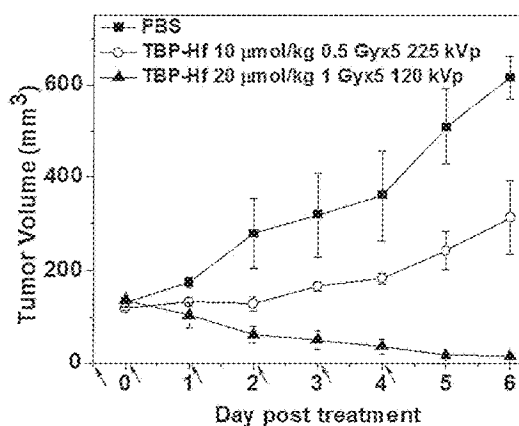 PBS
TBP-Hf 10 μmol/kg 0.5 Gyx5 225 kVp
TBP-Hf 20 μmol/kg 1 Gyx5 120 kVp
Tumor Volume (mm³)
600
400
200
0
0 1 2 3 4 5 6
Day post treatment